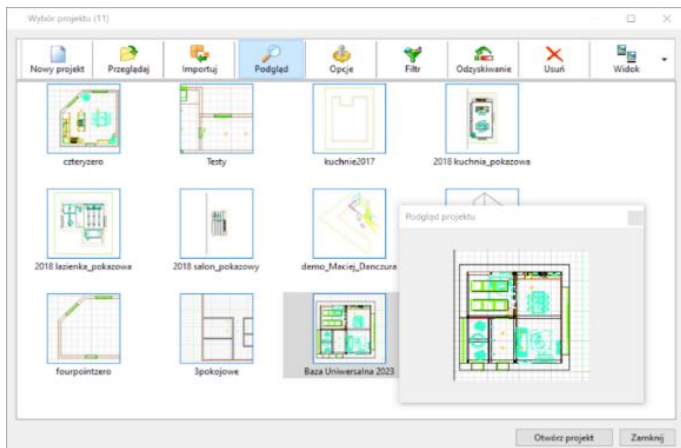 Wybór projektu (11)
Nowy projekt Przeglądaj Importuj Podgląd Opcje Filtr Odzyskiwanie Usuń Widok
czteryzero Testy kuchnie2017 2018 kuchnia_pokazowa
Podgląd projektu
2018 lazienka_pokazowa 2018 salon_pokazowy demo_Maciej_Danczura
fourpointzero 3pokojowe Baza Uniwersalna 2023
Otwórz projekt Zamknij